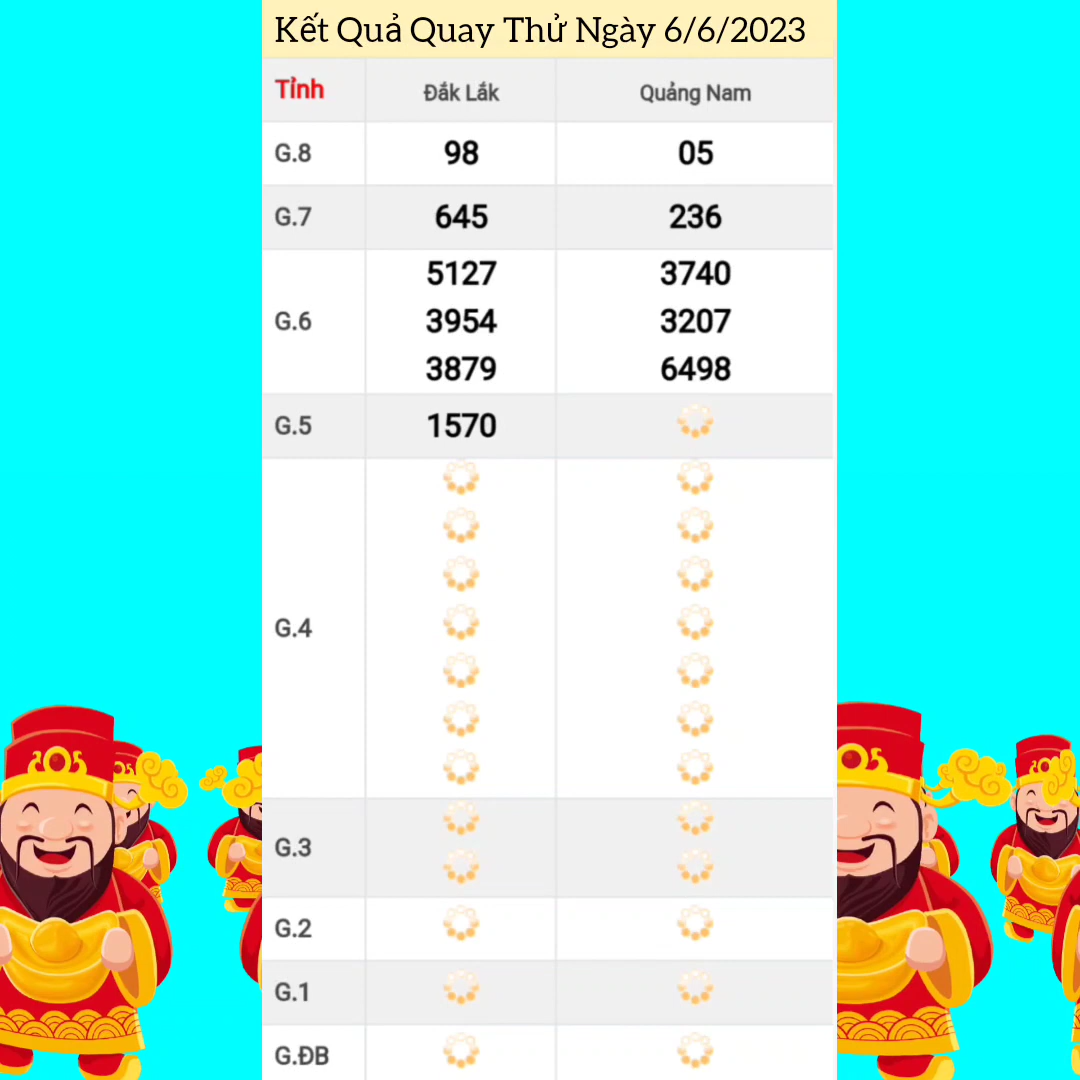 Kết Quả Quay Thử Ngày 6/6/2023
Tỉnh Đắk Lắk Quảng Nam
G.8 98 05
G.7 645 236
5127 3740
G.6 3954 3207
3879 6498
G.5 1570
G.4
G.3
G.2
G.1
G.ĐB